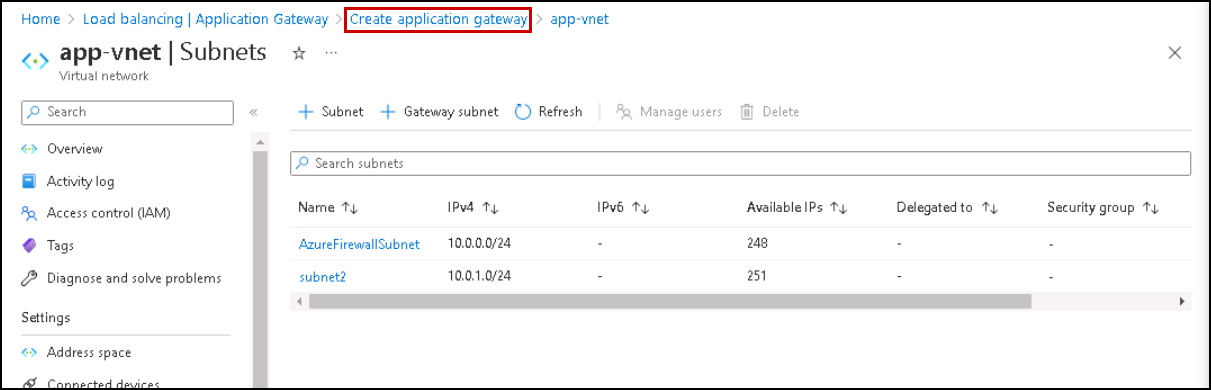 Home > Load balancing | Application Gateway > Create application gateway > app-vnet
app-vnet | Subnets
Virtual network
Search
+ Subnet + Gateway subnet Refresh Manage users Delete
Overview
Activity log
Access control (IAM)
Tags
Diagnose and solve problems
Settings
Address space
Connected devices
Search subnets
Name IPv4 IPv6 Available IPs Delegated to Security group
AzureFirewallSubnet 10.0.0.0/24 - 248 - -
subnet2 10.0.1.0/24 - 251 - -